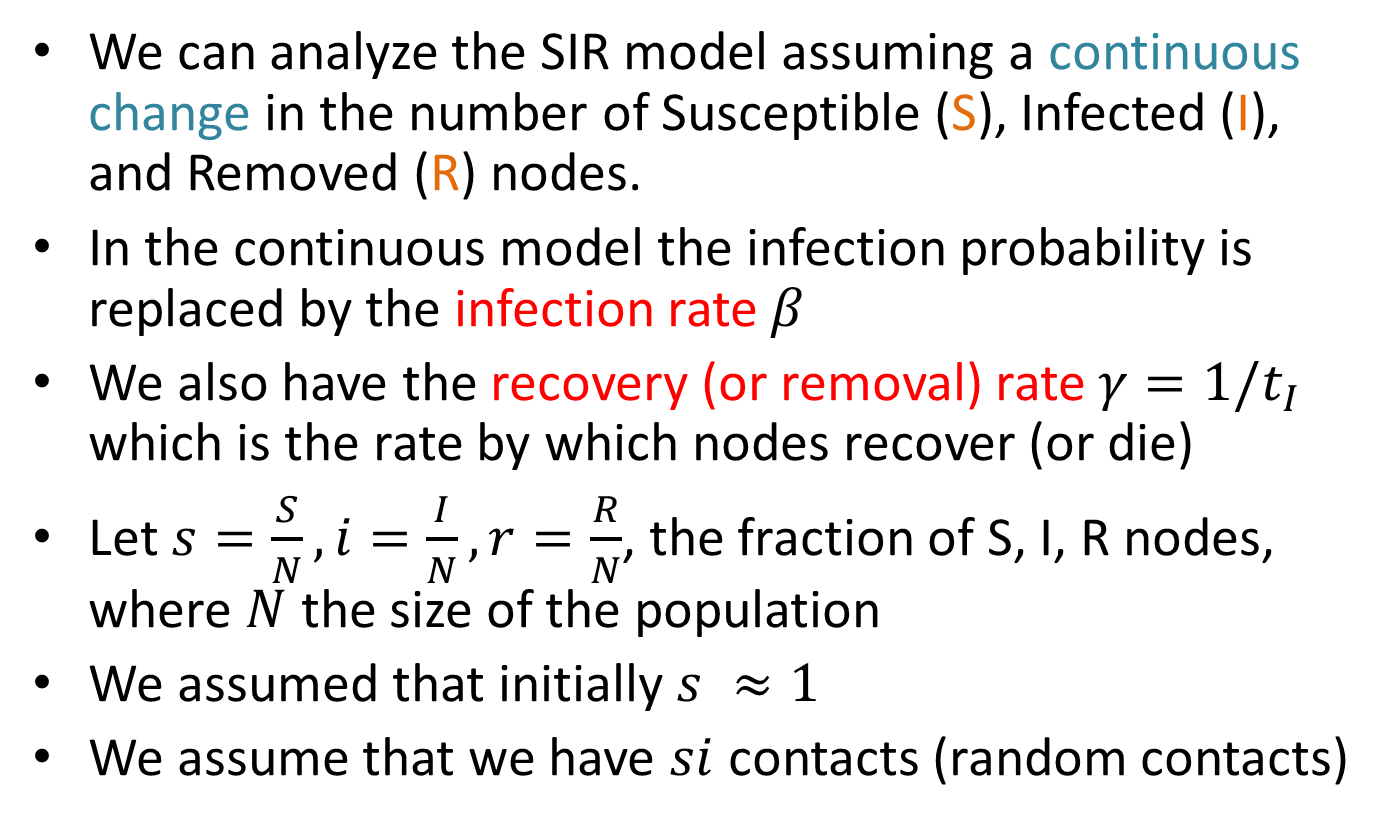 • We can analyze the SIR model assuming a continuous
change in the number of Susceptible (S), Infected (I),
and Removed (R) nodes.
• In the continuous model the infection probability is
replaced by the infection rate 𝛽
• We also have the recovery (or removal) rate 𝛾 = 1/𝑡_𝐼
which is the rate by which nodes recover (or die)
• Let 𝑠 = 𝑆/𝑁, 𝑖 = 𝐼/𝑁, 𝑟 = 𝑅/𝑁, the fraction of S, I, R nodes,
where 𝑁 the size of the population
• We assumed that initially 𝑠 ≈ 1
• We assume that we have 𝑠𝑖 contacts (random contacts)